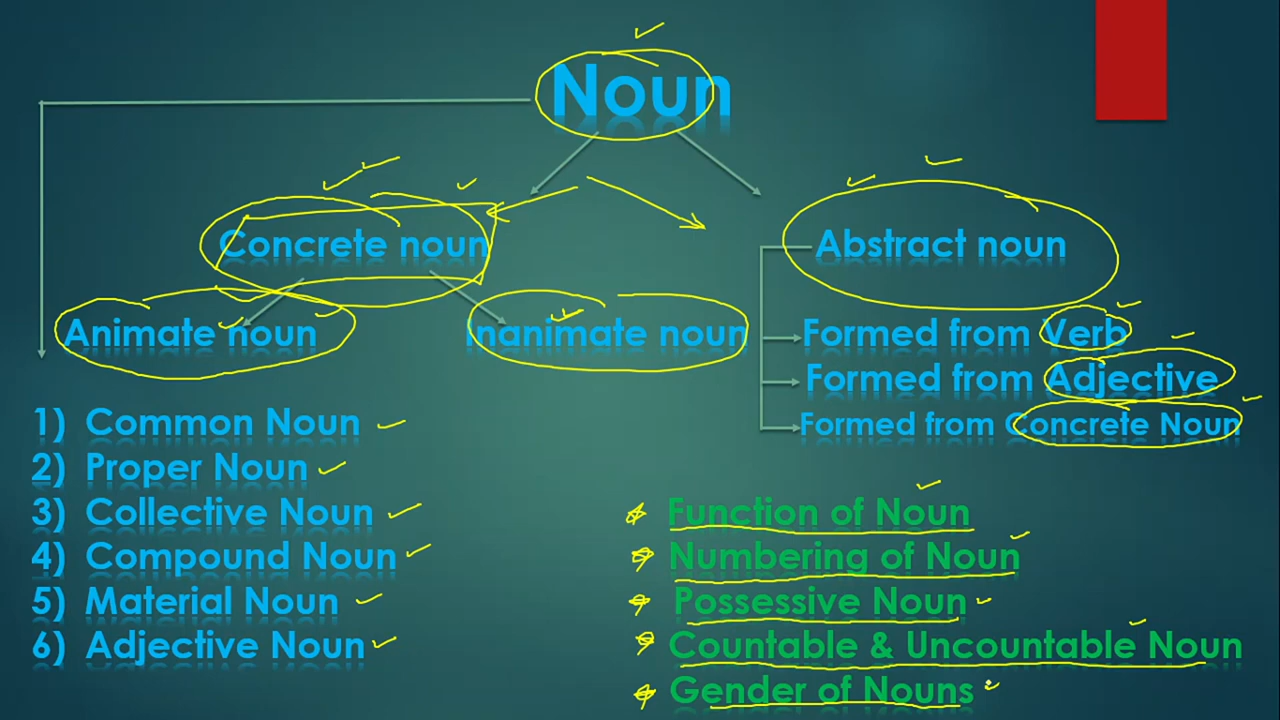 Noun
Concrete noun
Abstract noun
Animate noun
Inanimate noun
Formed from Verb
Formed from Adjective
Formed from Concrete Noun
1) Common Noun
2) Proper Noun
3) Collective Noun
4) Compound Noun
5) Material Noun
6) Adjective Noun
* Function of Noun
* Numbering of Noun
* Possessive Noun
* Countable & Uncountable Noun
* Gender of Nouns